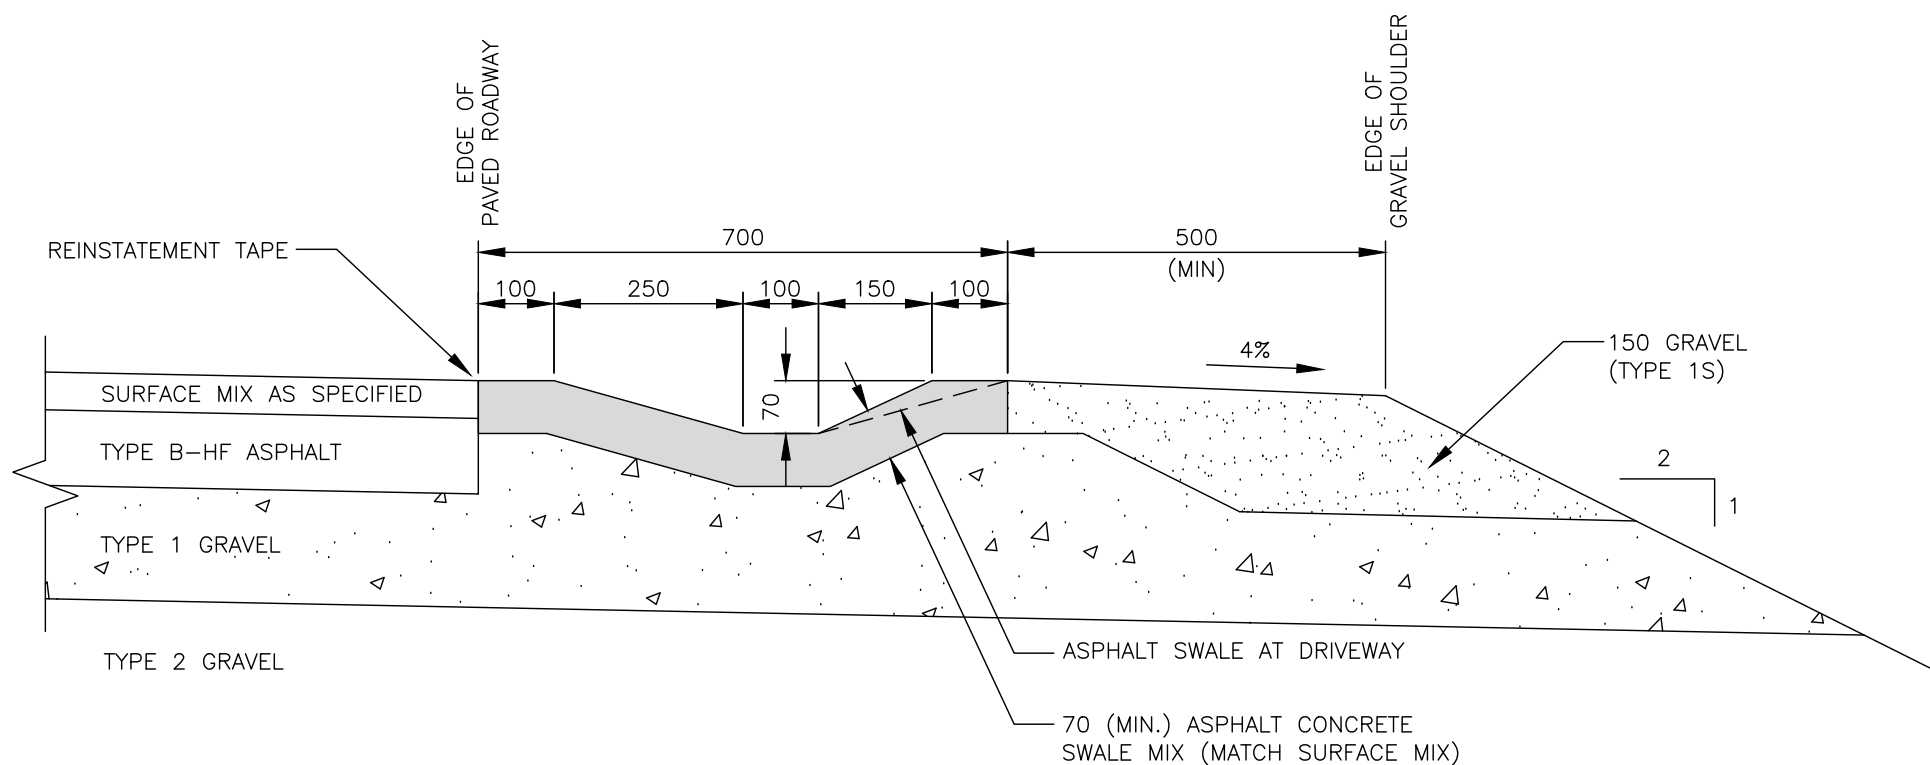 EDGE OF
PAVED ROADWAY
EDGE OF
GRAVEL SHOULDER
REINSTATEMENT TAPE
700
500
(MIN)
100
250
100
150
100
4%
150 GRAVEL
(TYPE 1S)
70
SURFACE MIX AS SPECIFIED
TYPE B-HF ASPHALT
2
1
TYPE 1 GRAVEL
TYPE 2 GRAVEL
ASPHALT SWALE AT DRIVEWAY
70 (MIN.) ASPHALT CONCRETE
SWALE MIX (MATCH SURFACE MIX)